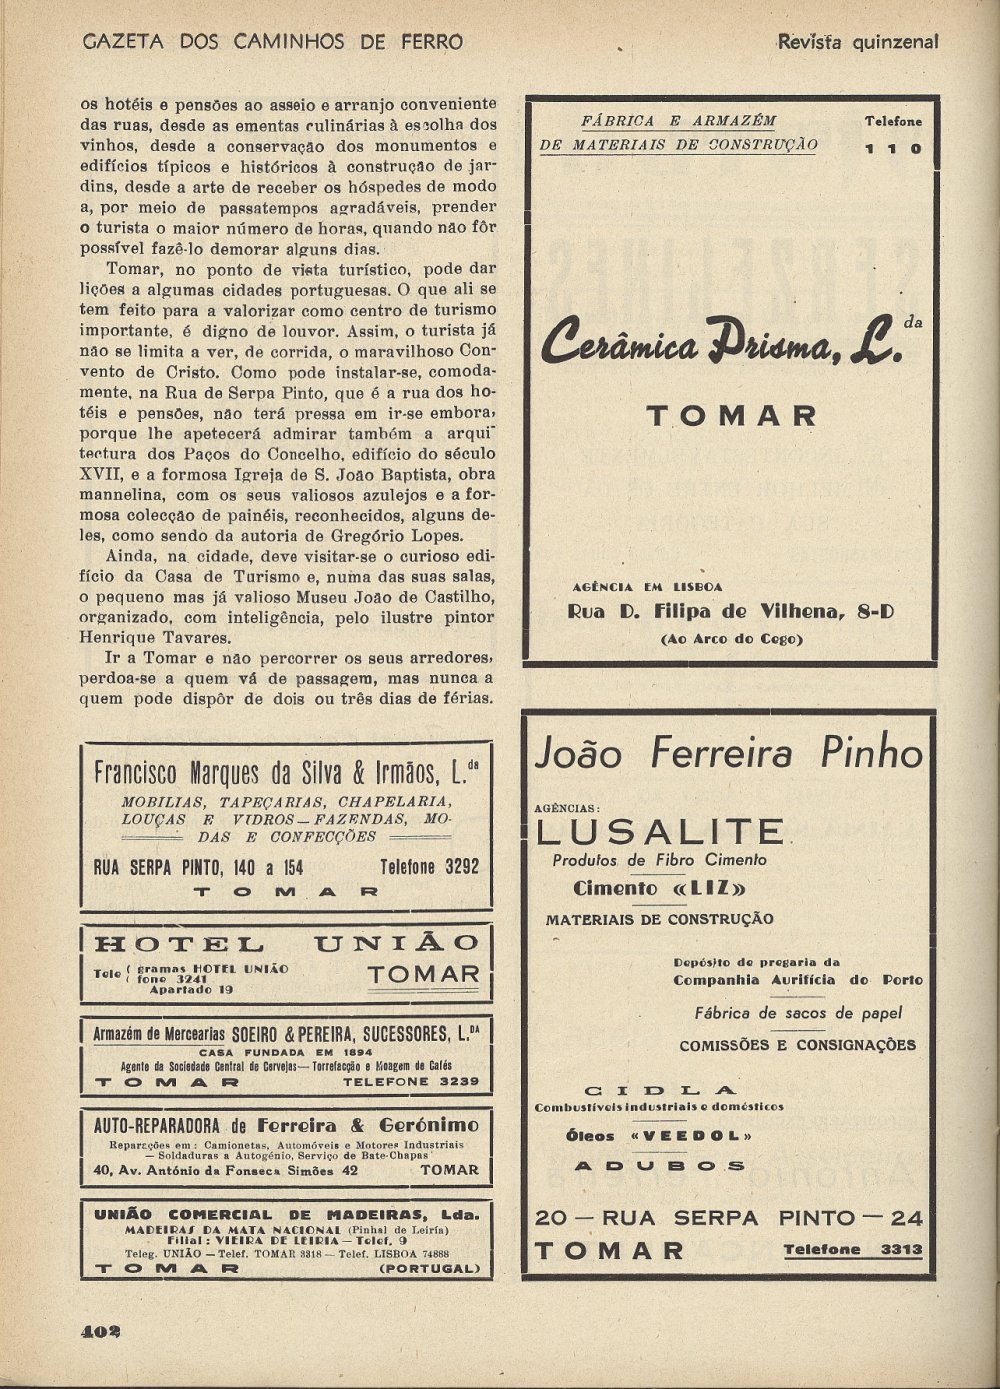 GAZETA DOS CAMINHOS DE FERRO
Revista quinzenal
os hotéis e pensões ao asseio e arranjo conveniente
das ruas, desde as ementas culinárias à escolha dos
vinhos, desde a conservação dos monumentos e
edifícios típicos e históricos à construção de jar-
dins, desde a arte de receber os hóspedes de modo
a, por meio de passatempos agradáveis, prender
o turista o maior número de horas, quando não fôr
possível fazê-lo demorar alguns dias.
Tomar, no ponto de vista turístico, pode dar
lições a algumas cidades portuguesas. O que ali se
tem feito para a valorizar como centro de turismo
importante, é digno de louvor. Assim, o turista já
não se limita a ver, de corrida, o maravilhoso Con-
vento de Cristo. Como pode instalar-se, comoda-
mente, na Rua de Serpa Pinto, que é a rua dos ho-
téis e pensões, não terá pressa em ir-se embora,
porque lhe apetecerá admirar também a arqui-
tectura dos Paços do Concelho, edifício do século
XVII, e a formosa Igreja de S. João Baptista, obra
mannelina, com os seus valiosos azulejos e a for-
mosa colecção de painéis, reconhecidos, alguns de-
les, como sendo da autoria de Gregório Lopes.
Ainda, na cidade, deve visitar-se o curioso edi-
fício da Casa de Turismo e, numa das suas salas,
o pequeno mas já valioso Museu João de Castilho,
organizado, com inteligência, pelo ilustre pintor
Henrique Tavares.
Ir a Tomar e não percorrer os seus arredores,
perdoa-se a quem vá de passagem, mas nunca a
quem pode dispôr de dois ou três dias de férias.
Francisco Marques da Silva & Irmãos, L.da
MOBILIAS, TAPEÇARIAS, CHAPELARIA,
LOUÇAS E VIDROS — FAZENDAS, MO-
DAS E CONFECÇÕES
RUA SERPA PINTO, 140 a 154 Telefone 3292
TOMAR
HOTEL UNIÃO
Tele ( gramas HOTEL UNIÃO
( fone 3241
Apartado 19
TOMAR
Armazém de Mercearias SOEIRO & PEREIRA, SUCESSORES, L.DA
CASA FUNDADA EM 1894
Agente da Sociedade Central de Cervejas — Torrefacção e Moagem de Cafés
TOMAR TELEFONE 3239
AUTO-REPARADORA de Ferreira & Gerónimo
Reparações em: Camionetas, Automóveis e Motores Industriais
— Soldaduras a Autogénio, Serviço de Bate-Chapas
40, Av. António da Fonseca Simões 42 TOMAR
UNIÃO COMERCIAL DE MADEIRAS, Lda.
MADEIRAS DA MATA NACIONAL (Pinhal de Leiria)
Filial: VIEIRA DE LEIRIA — Telef. 9
Teleg. UNIÃO — Telef. TOMAR 3318 — Telef. LISBOA 74888
TOMAR (PORTUGAL)
FÁBRICA E ARMAZÉM
DE MATERIAIS DE CONSTRUÇÃO
Telefone
110
Cerâmica Prisma, L.da
TOMAR
AGÊNCIA EM LISBOA
Rua D. Filipa de Vilhena, 8-D
(Ao Arco do Cego)
João Ferreira Pinho
AGÊNCIAS:
LUSALITE
Produtos de Fibro Cimento
Cimento «LIZ»
MATERIAIS DE CONSTRUÇÃO
Depósito de pregaria da
Companhia Aurifícia do Porto
Fábrica de sacos de papel
COMISSÕES E CONSIGNAÇÕES
CIDLA
Combustíveis industriais e domésticos
Óleos «VEEDOL»
ADUBOS
20 — RUA SERPA PINTO — 24
TOMAR Telefone 3313
402